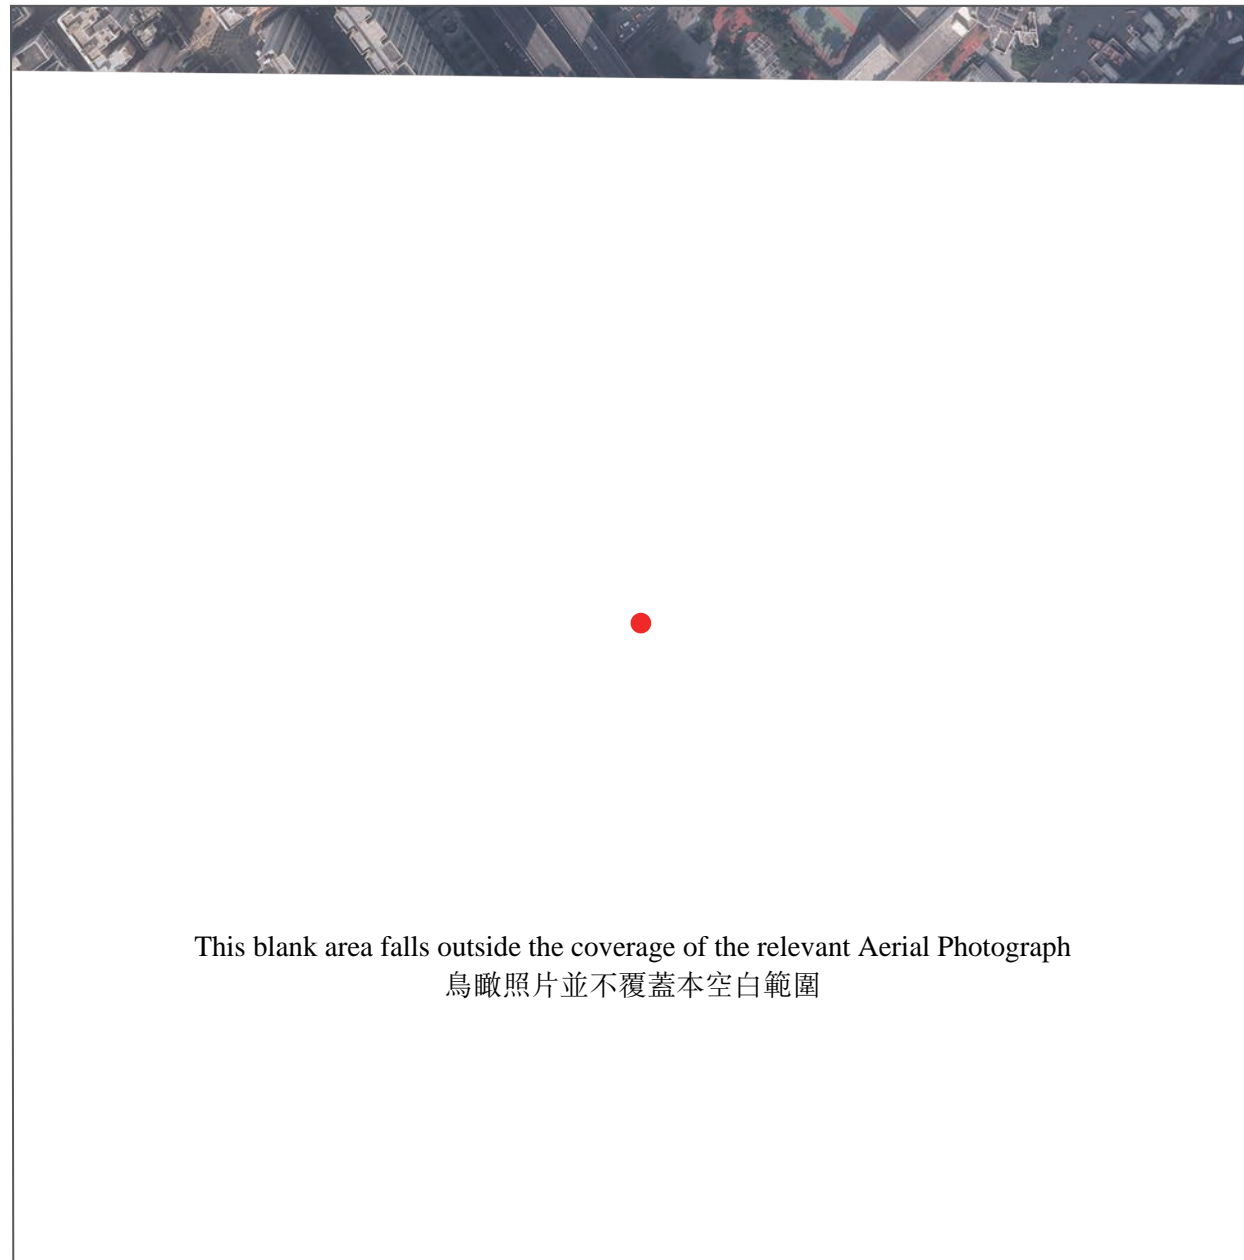 This blank area falls outside the coverage of the relevant Aerial Photograph
鳥瞰照片並不覆蓋本空白範圍